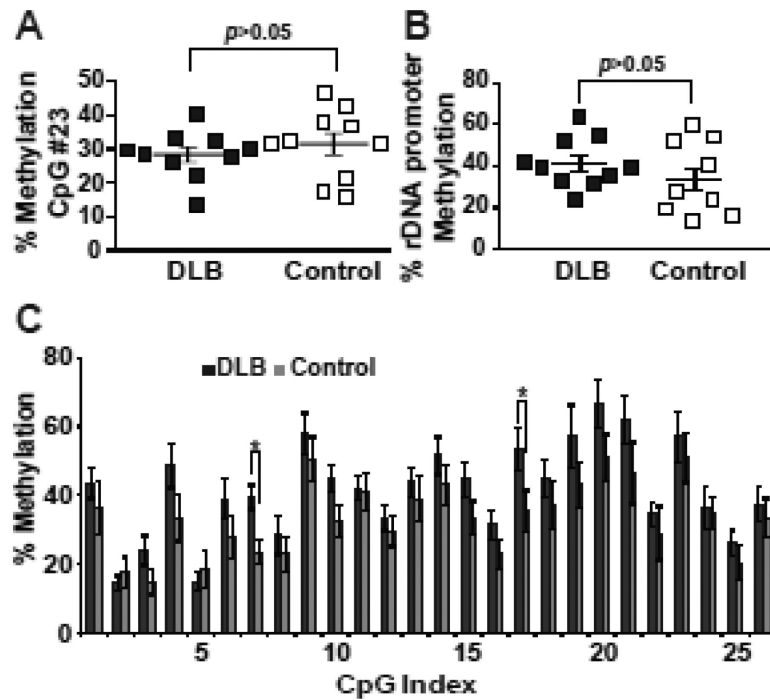 A
p>0.05
% Methylation
CpG #23
50
40
30
20
10
0
DLB Control
B
p>0.05
% rDNA promoter
Methylation
80
60
40
20
0
DLB Control
C
DLB Control
% Methylation
80
60
40
20
0
*
*
5 10 15 20 25
CpG Index